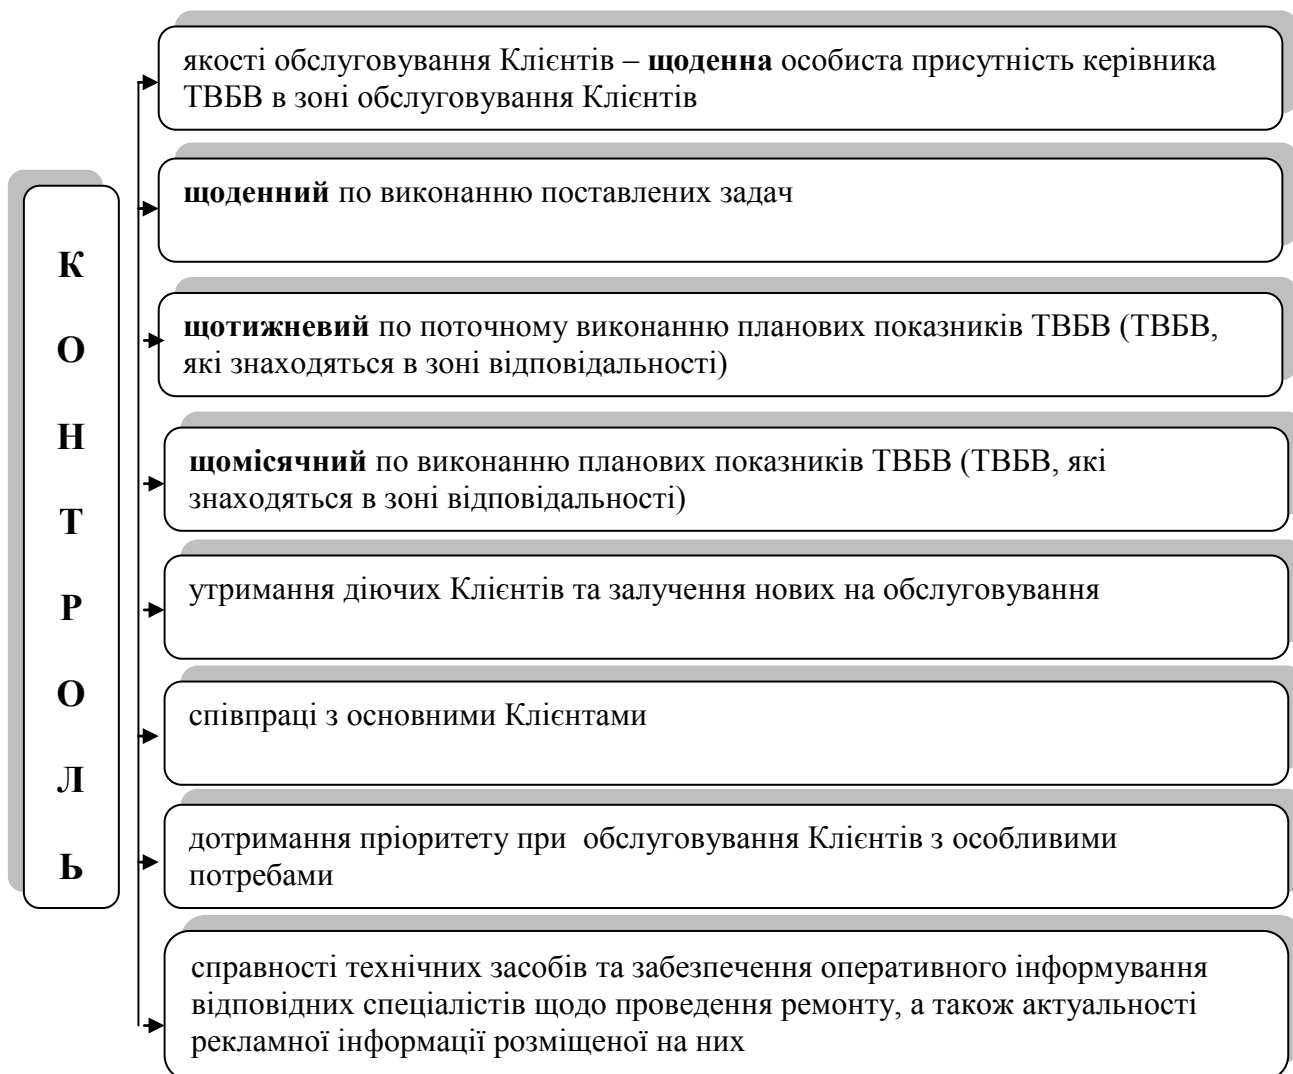 якості обслуговування Клієнтів – щоденна особиста присутність керівника
ТВБВ в зоні обслуговування Клієнтів
щоденний по виконанню поставлених задач
щотижневий по поточному виконанню планових показників ТВБВ (ТВБВ,
які знаходяться в зоні відповідальності)
щомісячний по виконанню планових показників ТВБВ (ТВБВ, які
знаходяться в зоні відповідальності)
утримання діючих Клієнтів та залучення нових на обслуговування
співпраці з основними Клієнтами
дотримання пріоритету при  обслуговування Клієнтів з особливими
потребами
справності технічних засобів та забезпечення оперативного інформування
відповідних спеціалістів щодо проведення ремонту, а також актуальності
рекламної інформації розміщеної на них
К
О
Н
Т
Р
О
Л
Ь